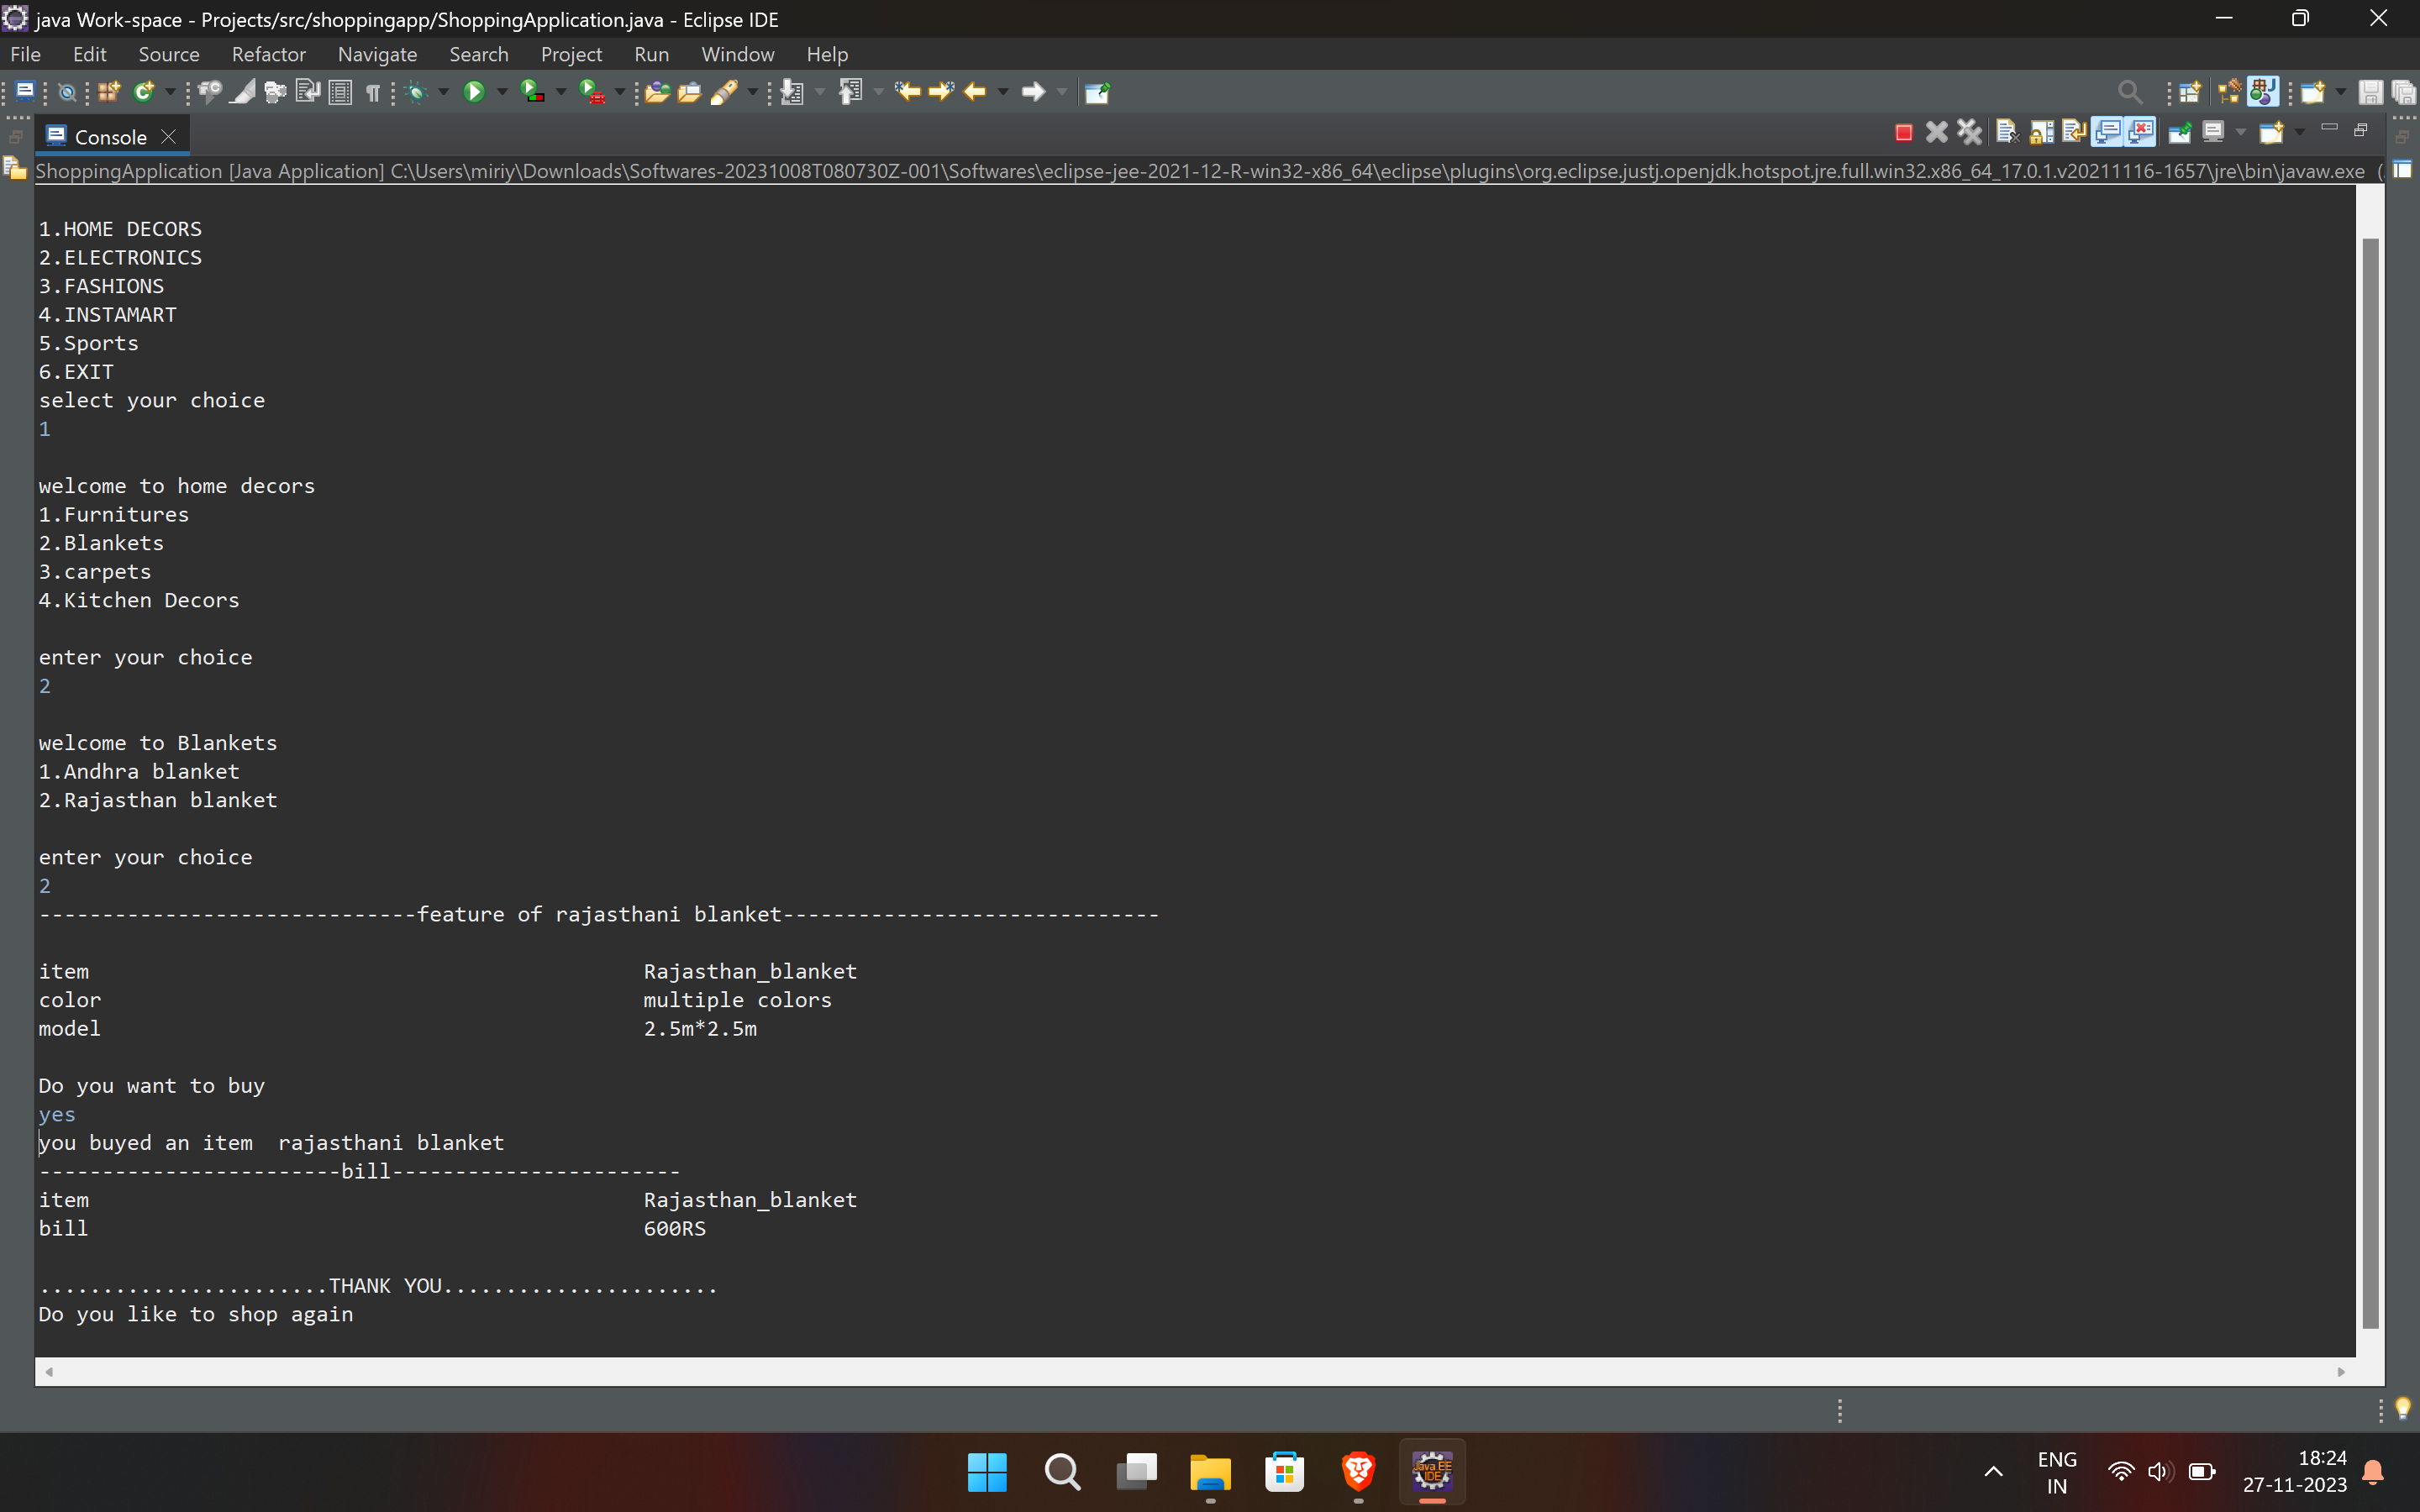 java Work-space - Projects/src/shoppingapp/ShoppingApplication.java - Eclipse IDE
File Edit Source Refactor Navigate Search Project Run Window Help
Console
ShoppingApplication [Java Application] C:\Users\miriy\Downloads\Softwares-20231008T080730Z-001\Softwares\eclipse-jee-2021-12-R-win32-x86_64\eclipse\plugins\org.eclipse.justj.openjdk.hotspot.jre.full.win32.x86_64_17.0.1.v20211116-1657\jre\bin\javaw.exe (
1.HOME DECORS
2.ELECTRONICS
3.FASHIONS
4.INSTAMART
5.Sports
6.EXIT
select your choice
1
welcome to home decors
1.Furnitures
2.Blankets
3.carpets
4.Kitchen Decors
enter your choice
2
welcome to Blankets
1.Andhra blanket
2.Rajasthan blanket
enter your choice
2
------------------------------feature of rajasthani blanket------------------------------
item Rajasthan_blanket
color multiple colors
model 2.5m*2.5m
Do you want to buy
yes
you buyed an item  rajasthani blanket
------------------------bill-----------------------
item Rajasthan_blanket
bill 600RS
.......................THANK YOU......................
Do you like to shop again
Java EE
IDE
ENG
IN
18:24
27-11-2023